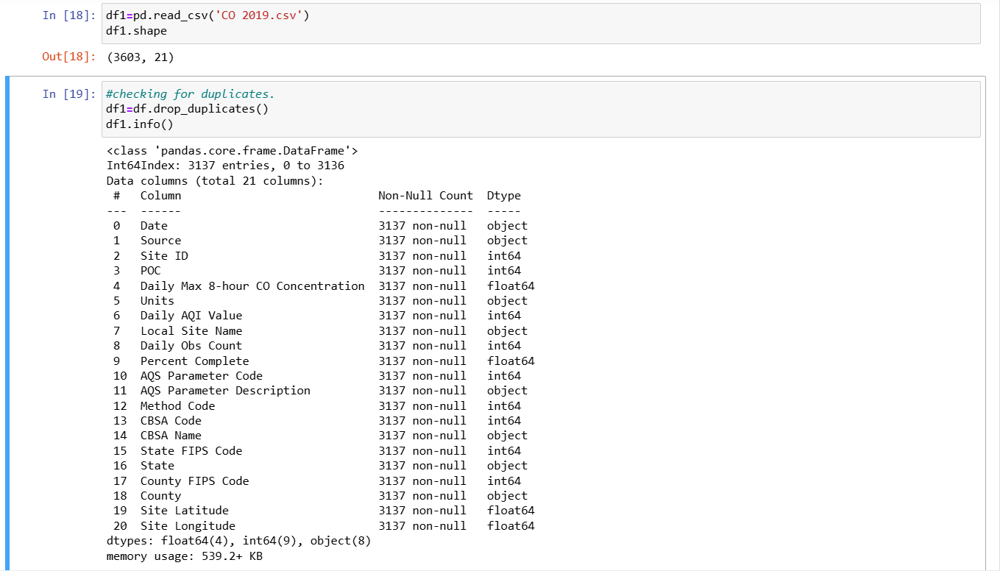 In [18]: df1=pd.read_csv('CO 2019.csv')
df1.shape
Out[18]: (3603, 21)
In [19]: #checking for duplicates.
df1=df.drop_duplicates()
df1.info()
<class 'pandas.core.frame.DataFrame'>
Int64Index: 3137 entries, 0 to 3136
Data columns (total 21 columns):
 #   Column                               Non-Null Count  Dtype
---  ------                               --------------  -----
 0   Date                                 3137 non-null   object
 1   Source                               3137 non-null   object
 2   Site ID                              3137 non-null   int64
 3   POC                                  3137 non-null   int64
 4   Daily Max 8-hour CO Concentration    3137 non-null   float64
 5   Units                                3137 non-null   object
 6   Daily AQI Value                      3137 non-null   int64
 7   Local Site Name                      3137 non-null   object
 8   Daily Obs Count                      3137 non-null   int64
 9   Percent Complete                     3137 non-null   float64
 10  AQS Parameter Code                   3137 non-null   int64
 11  AQS Parameter Description            3137 non-null   object
 12  Method Code                          3137 non-null   int64
 13  CBSA Code                            3137 non-null   int64
 14  CBSA Name                            3137 non-null   object
 15  State FIPS Code                      3137 non-null   int64
 16  State                                3137 non-null   object
 17  County FIPS Code                     3137 non-null   int64
 18  County                               3137 non-null   object
 19  Site Latitude                        3137 non-null   float64
 20  Site Longitude                       3137 non-null   float64
dtypes: float64(4), int64(9), object(8)
memory usage: 539.2+ KB